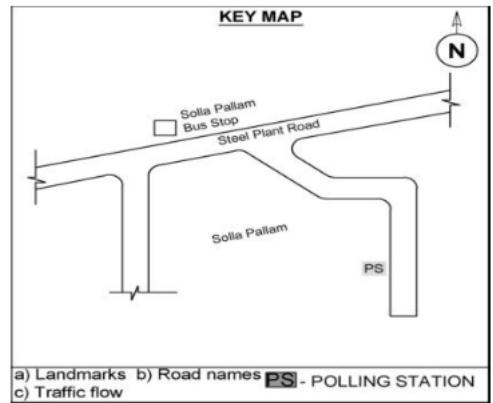 KEY MAP
N
Solla Pallam
Bus Stop
Steel Plant Road
Solla Pallam
PS
a) Landmarks b) Road names PS - POLLING STATION
c) Traffic flow